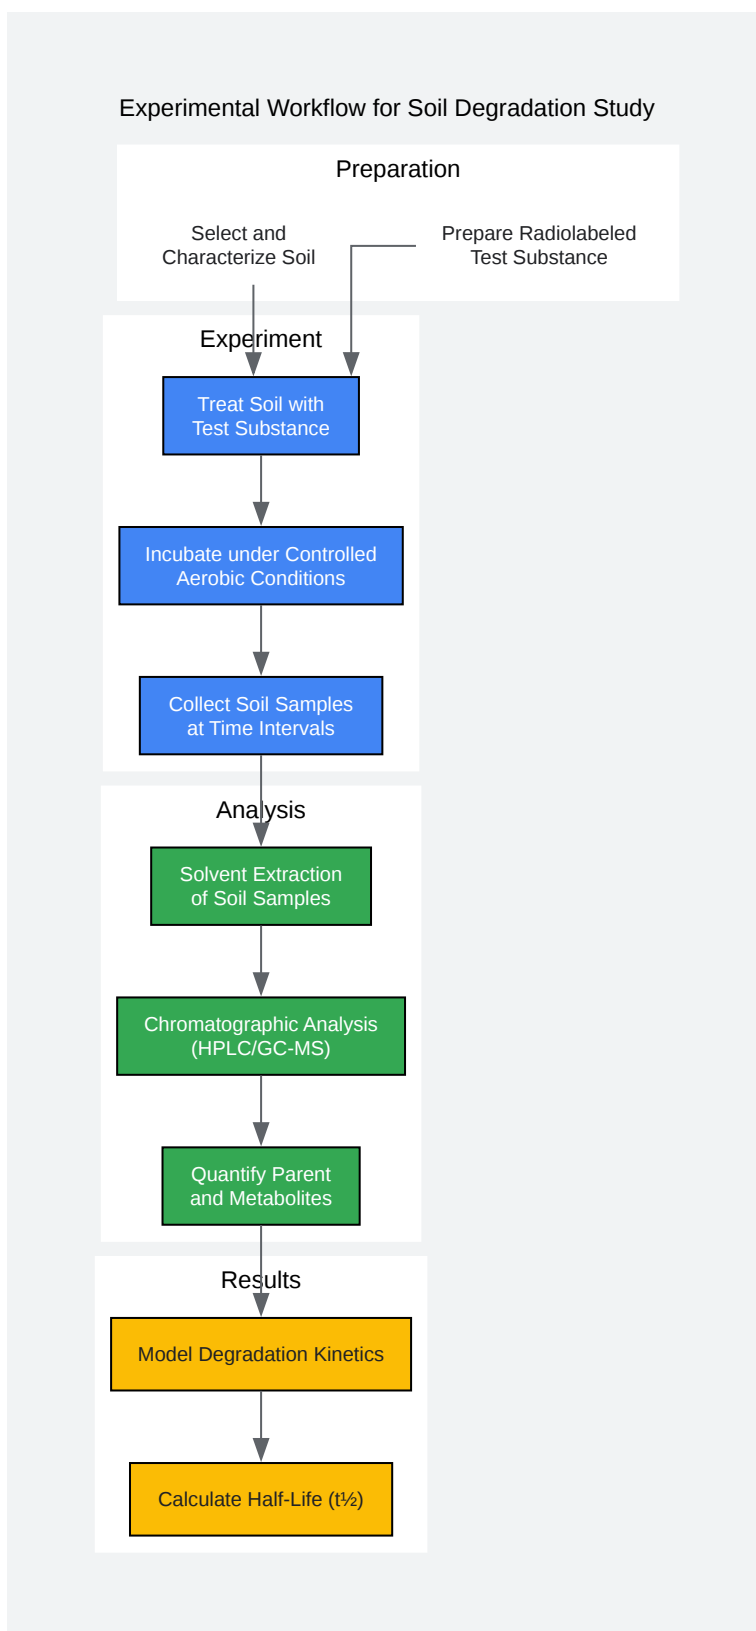 Experimental Workflow for Soil Degradation Study
Preparation
Select and
Characterize Soil
Prepare Radiolabeled
Test Substance
Experiment
Treat Soil with
Test Substance
Incubate under Controlled
Aerobic Conditions
Collect Soil Samples
at Time Intervals
Analysis
Solvent Extraction
of Soil Samples
Chromatographic Analysis
(HPLC/GC-MS)
Quantify Parent
and Metabolites
Results
Model Degradation Kinetics
Calculate Half-Life (t½)